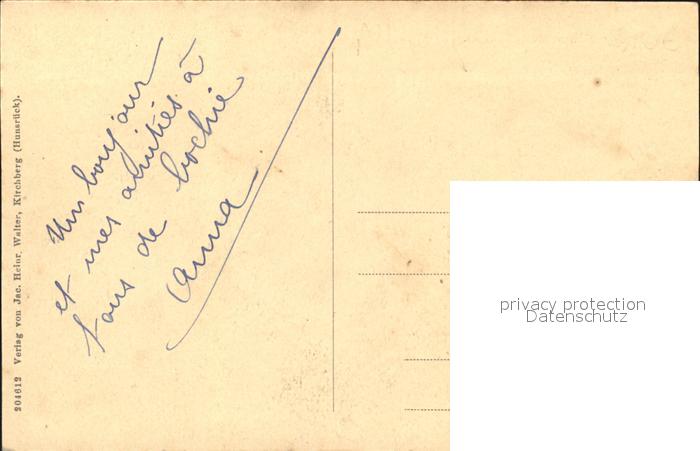 Un bonjour
et mes amitiés à
tous de Bochie
Anna
204612 Verlag von Jac. Heinr. Walter, Kirchberg (Hunsrück).
privacy protection
Datenschutz